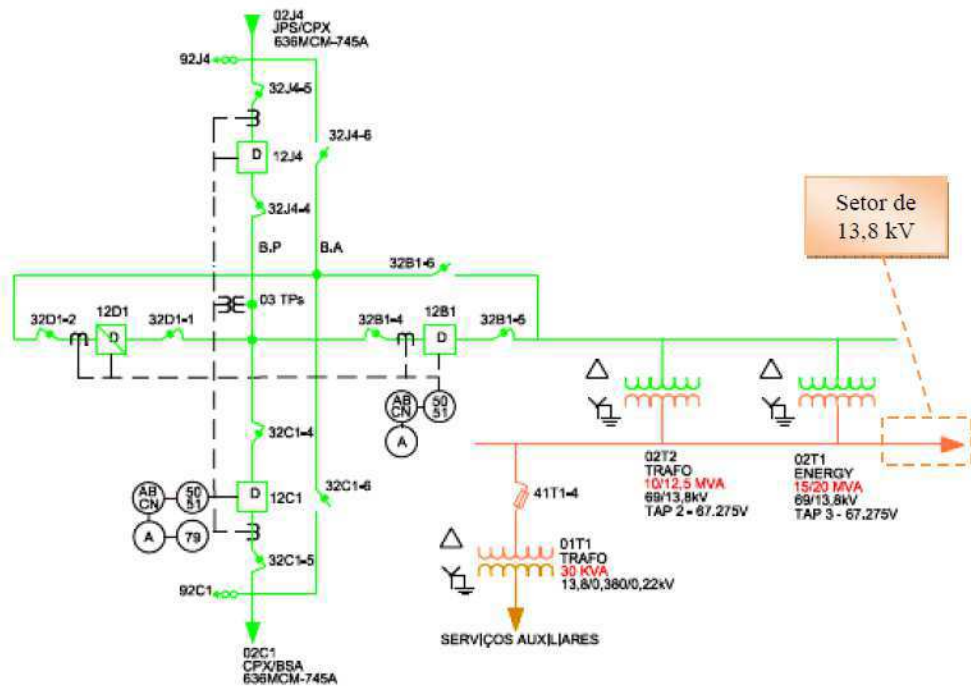 02J4
JPS/CPX
636MCM-745A
92J4
32J4-5
32J4-6
D
12J4
32J4-4
B.P
B.A
Setor de
13,8 kV
32B1-6
03 TPs
32D1-2
12D1
32D1-1
32B1-4
12B1
32B1-5
D
D
AB
CN
50
51
A
32C1-4
AB
CN
50
51
D
12C1
32C1-6
A
79
32C1-5
92C1
02C1
CPX/BSA
636MCM-745A
41T1-4
02T2
TRAFO
10/12,5 MVA
69/13,8kV
TAP 2 - 67.275V
02T1
ENERGY
15/20 MVA
69/13,8kV
TAP 3 - 67.275V
01T1
TRAFO
30 KVA
13,8/0,380/0,22kV
SERVIÇOS AUXILIARES